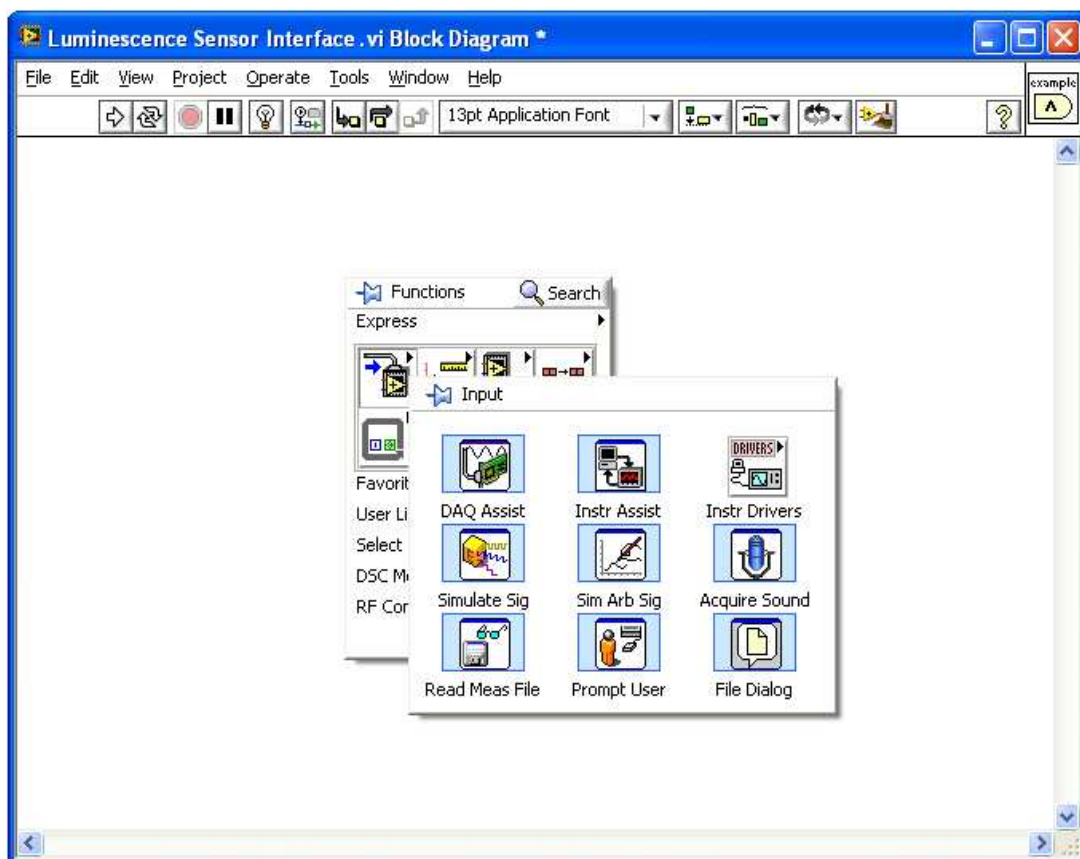 Luminescence Sensor Interface.vi Block Diagram *
File Edit View Project Operate Tools Window Help
example
13pt Application Font
Functions Search
Express
Input
DRIVERS
Favorit
DAQ Assist Instr Assist Instr Drivers
User Li
Select
DSC M
Simulate Sig Sim Arb Sig Acquire Sound
RF Cor
Read Meas File Prompt User File Dialog